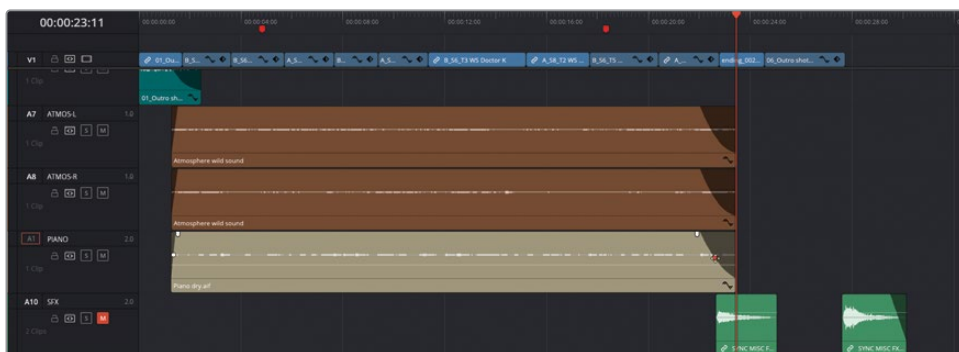 00:00:23:11
00:00:00:00 00:00:04:00 00:00:08:00 00:00:12:00 00:00:16:00 00:00:20:00 00:00:24:00 00:00:28:00
V1
01_Ou... B_S... B_S6... A_S... B... A_S... B_S6_T3 WS Doctor K A_S8_T2 WS ... B_S6_T5 ... A_... ending_002... 06_Outro shot...
1 Clip
01_Outro sh...
A7 ATMOS-L 1.0
S M
1 Clip
Atmosphere wild sound
A8 ATMOS-R 1.0
S M
1 Clip
Atmosphere wild sound
A1 PIANO 2.0
S M
1 Clip
Piano dry.aif
A10 SFX 2.0
S M
2 Clips
SYNC MISC F... SYNC MISC FX...